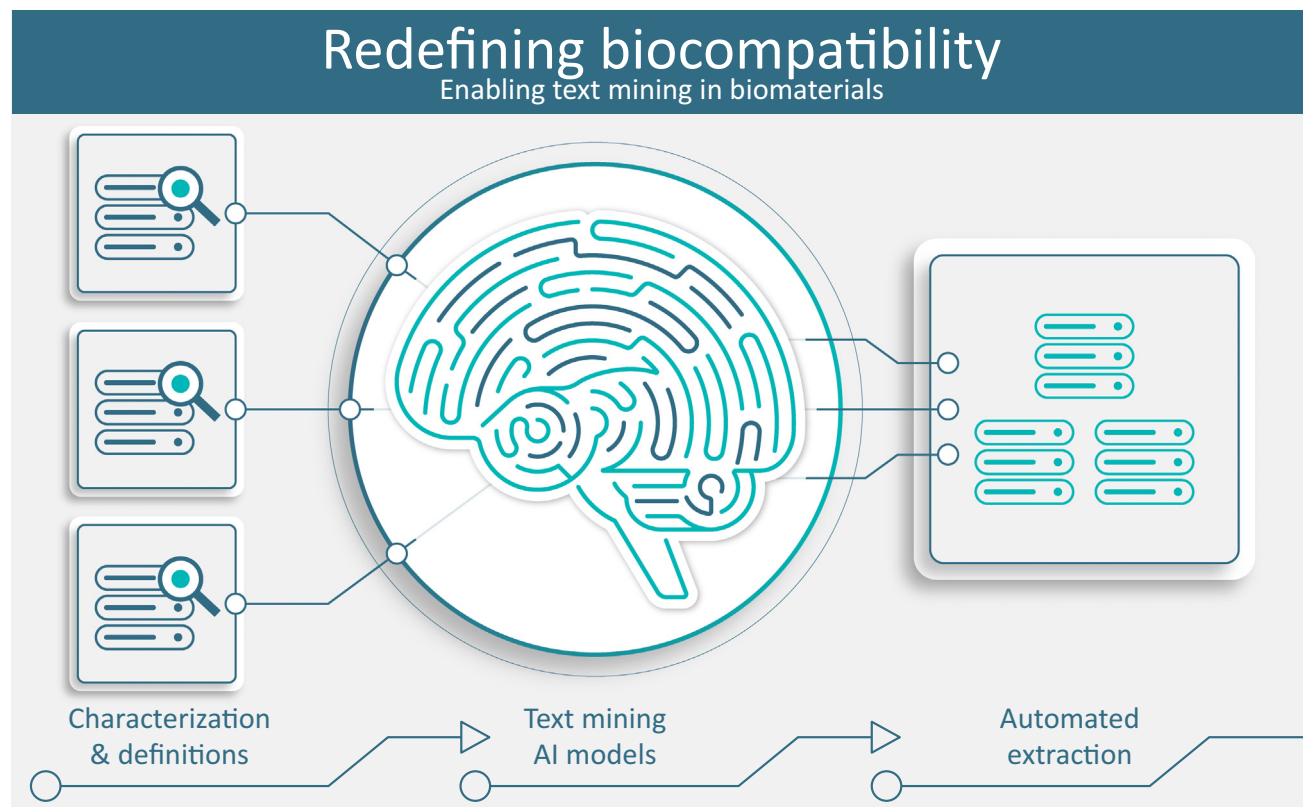 Redefining biocompatibility
Enabling text mining in biomaterials
Characterization
& definitions
Text mining
AI models
Automated
extraction